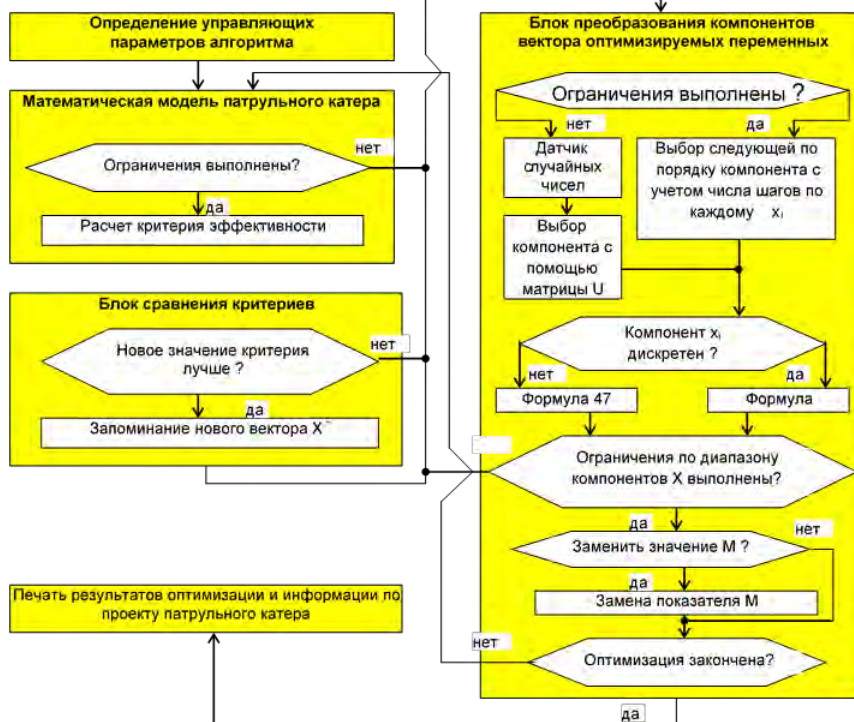 Определение управляющих
параметров алгоритма
Математическая модель патрульного катера
Ограничения выполнены?
нет
да
Расчет критерия эффективности
Блок сравнения критериев
Новое значение критерия
лучше ?
нет
да
Запоминание нового вектора X
Печать результатов оптимизации и информации по
проекту патрульного катера
Блок преобразования компонентов
вектора оптимизируемых переменных
Ограничения выполнены ?
нет
да
Датчик
случайных
чисел
Выбор следующей по
порядку компонента с
учетом числа шагов по
каждому xᵢ
Выбор
компонента с
помощью
матрицы U
Компонент xᵢ
дискретен ?
нет
да
Формула 47
Формула
Ограничения по диапазону
компонентов X выполнены?
да
нет
Заменить значение М ?
да
Замена показателя М
нет
Оптимизация закончена?
да